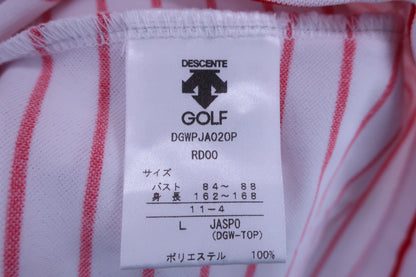 DESCENTE
GOLF
DGWPJA020P
RD00
サイズ
バスト 84～ 88
身 長 162～168
11-4
L JASPO
(DGW-TOP)
ポリエステル 100%